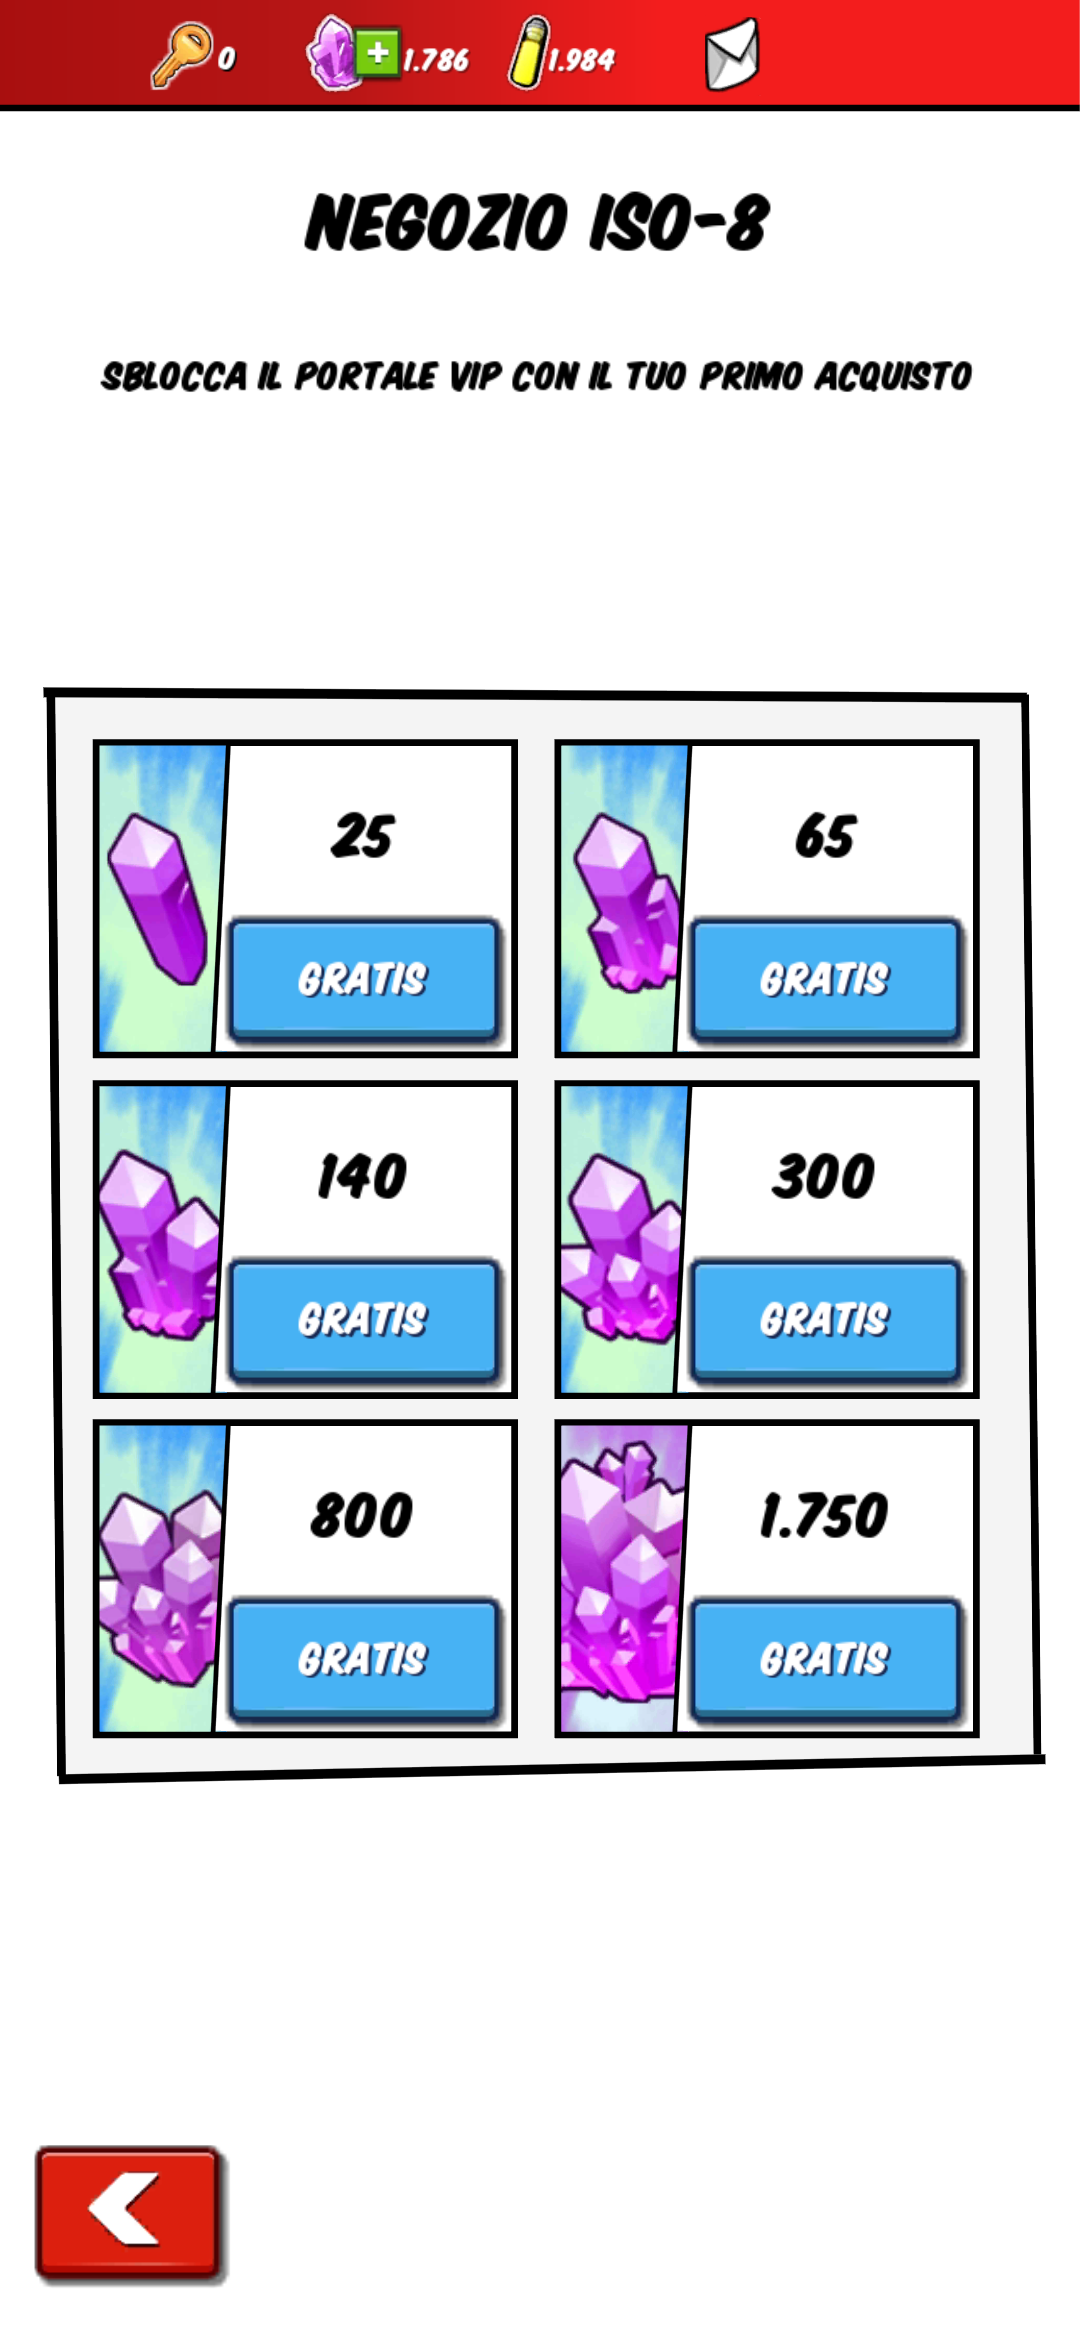 0 1.786 1.984
NEGOZIO ISO-8
SBLOCCA IL PORTALE VIP CON IL TUO PRIMO ACQUISTO
25
GRATIS
65
GRATIS
140
GRATIS
300
GRATIS
800
GRATIS
1.750
GRATIS